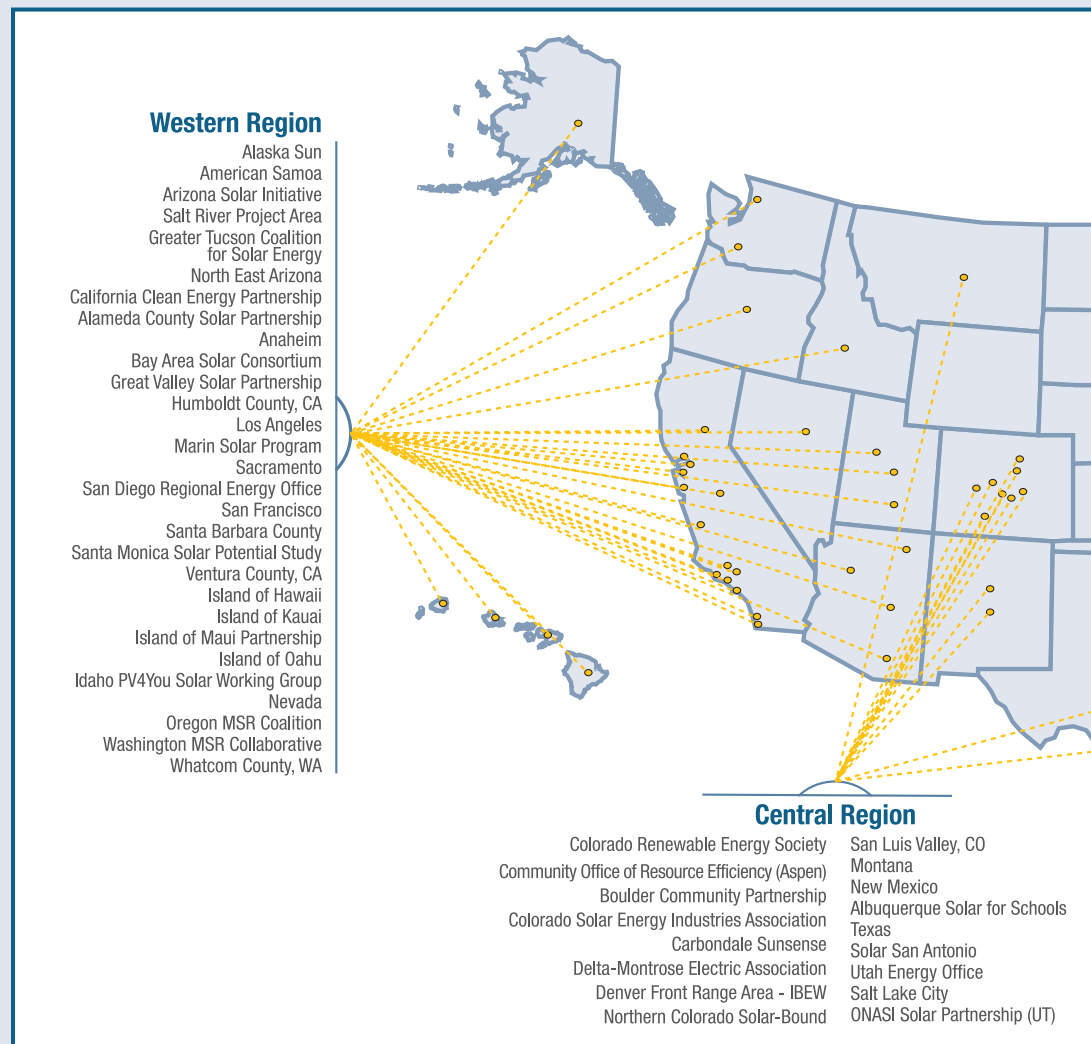 Western Region
Alaska Sun
American Samoa
Arizona Solar Initiative
Salt River Project Area
Greater Tucson Coalition
for Solar Energy
North East Arizona
California Clean Energy Partnership
Alameda County Solar Partnership
Anaheim
Bay Area Solar Consortium
Great Valley Solar Partnership
Humboldt County, CA
Los Angeles
Marin Solar Program
Sacramento
San Diego Regional Energy Office
San Francisco
Santa Barbara County
Santa Monica Solar Potential Study
Ventura County, CA
Island of Hawaii
Island of Kauai
Island of Maui Partnership
Island of Oahu
Idaho PV4You Solar Working Group
Nevada
Oregon MSR Coalition
Washington MSR Collaborative
Whatcom County, WA
Central Region
Colorado Renewable Energy Society
Community Office of Resource Efficiency (Aspen)
Boulder Community Partnership
Colorado Solar Energy Industries Association
Carbondale Sunsense
Delta-Montrose Electric Association
Denver Front Range Area - IBEW
Northern Colorado Solar-Bound
San Luis Valley, CO
Montana
New Mexico
Albuquerque Solar for Schools
Texas
Solar San Antonio
Utah Energy Office
Salt Lake City
ONASI Solar Partnership (UT)